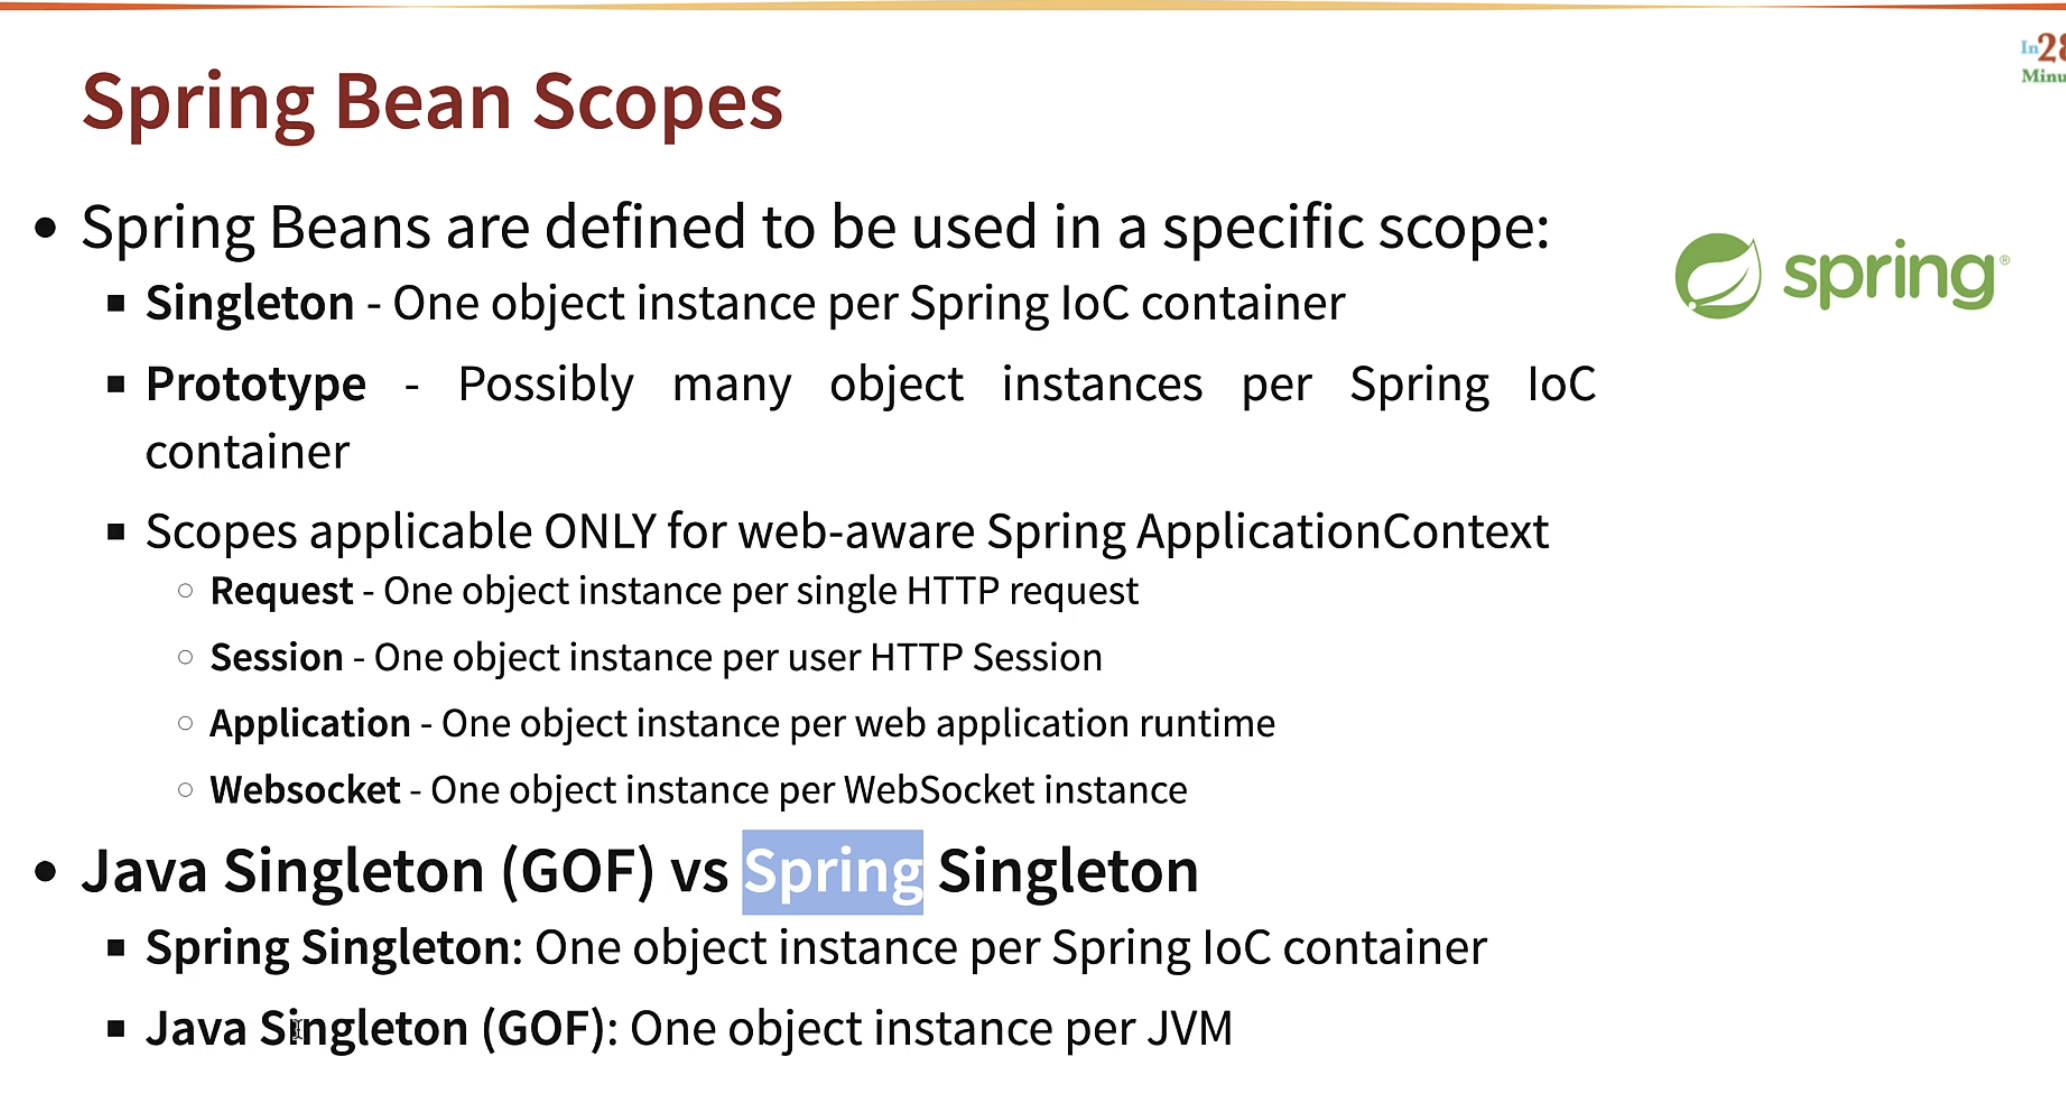 In28
Minu
Spring Bean Scopes
• Spring Beans are defined to be used in a specific scope:
▪ Singleton - One object instance per Spring IoC container
▪ Prototype - Possibly many object instances per Spring IoC
container
▪ Scopes applicable ONLY for web-aware Spring ApplicationContext
○ Request - One object instance per single HTTP request
○ Session - One object instance per user HTTP Session
○ Application - One object instance per web application runtime
○ Websocket - One object instance per WebSocket instance
spring®
• Java Singleton (GOF) vs Spring Singleton
▪ Spring Singleton: One object instance per Spring IoC container
▪ Java Singleton (GOF): One object instance per JVM